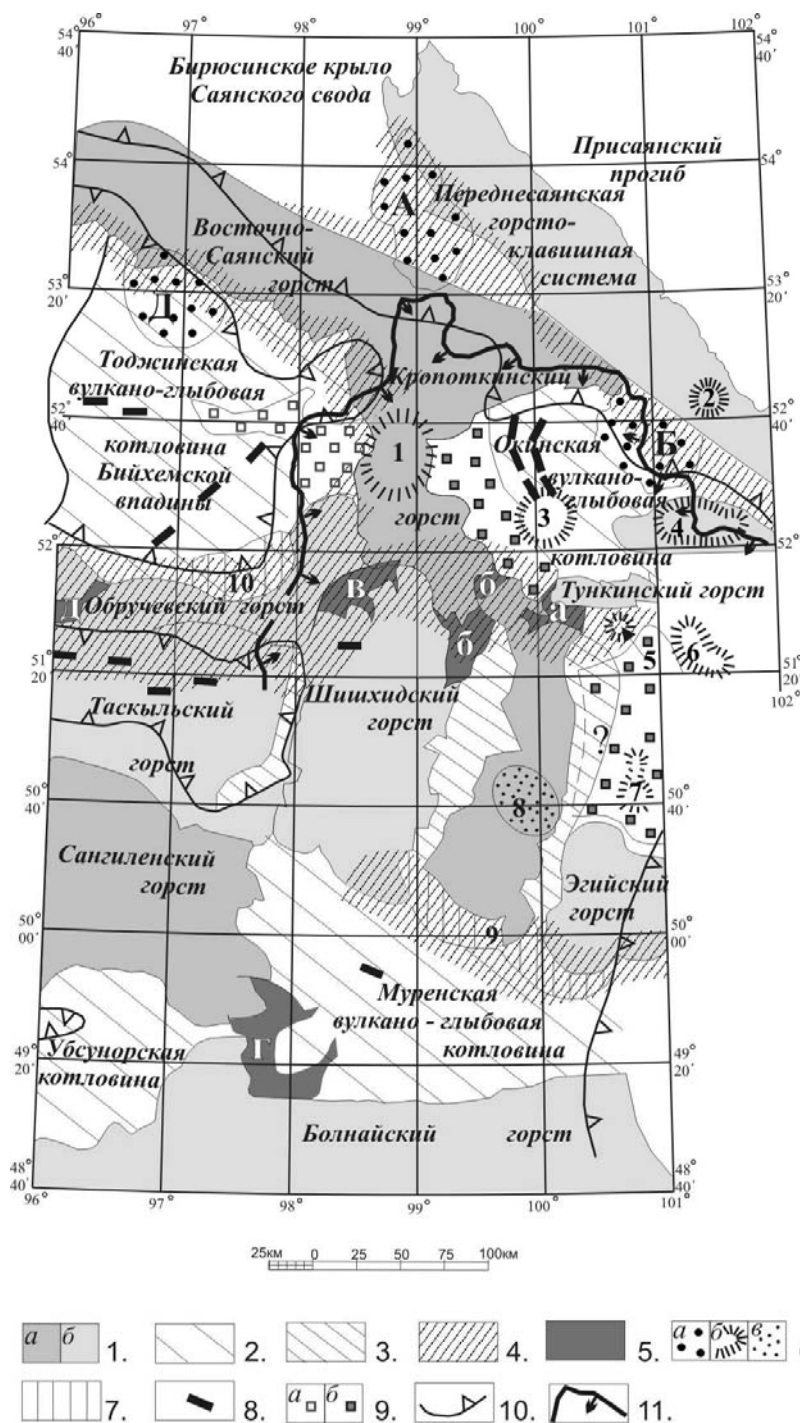 96 97 98 99 100 101 102°
54° 40'
54° 40'
Бирюсинское крыло
Саянского свода
Присаянский
прогиб
54°
54°
А
Переднесаянская
горсто-
клавишная
система
Восточно-
Саянский
горст
53° 20'
53° 20'
Д
Тоджинская
вулкано-глыбовая
Кропоткинский
2
52° 40'
52° 40'
1
Окинская
Б
котловина
Бийхемской
впадины
вулкано-
глыбовая
горст
3
4
52°
52°
котловина
10
В
б
Тункинский горст
Д
Обручевский горст
а
б
5
6
51° 20'
51° 20'
102°
Таскыльский
Шишхидский
горст
горст
?
7
8
50° 40'
50° 40'
Сангиленский
горст
Эгийский
горст
50° 00'
50° 00'
9
Муренская
вулкано - глыбовая
котловина
Г
Убсунорская
котловина
49° 20'
49° 20'
Болнайский горст
48° 40'
48° 40'
96° 97° 98° 99° 100° 101°
25км 0 25 50 75 100км
а б 1. 2. 3. 4. 5. а б в
7. 8. а б 9. 10. 11.